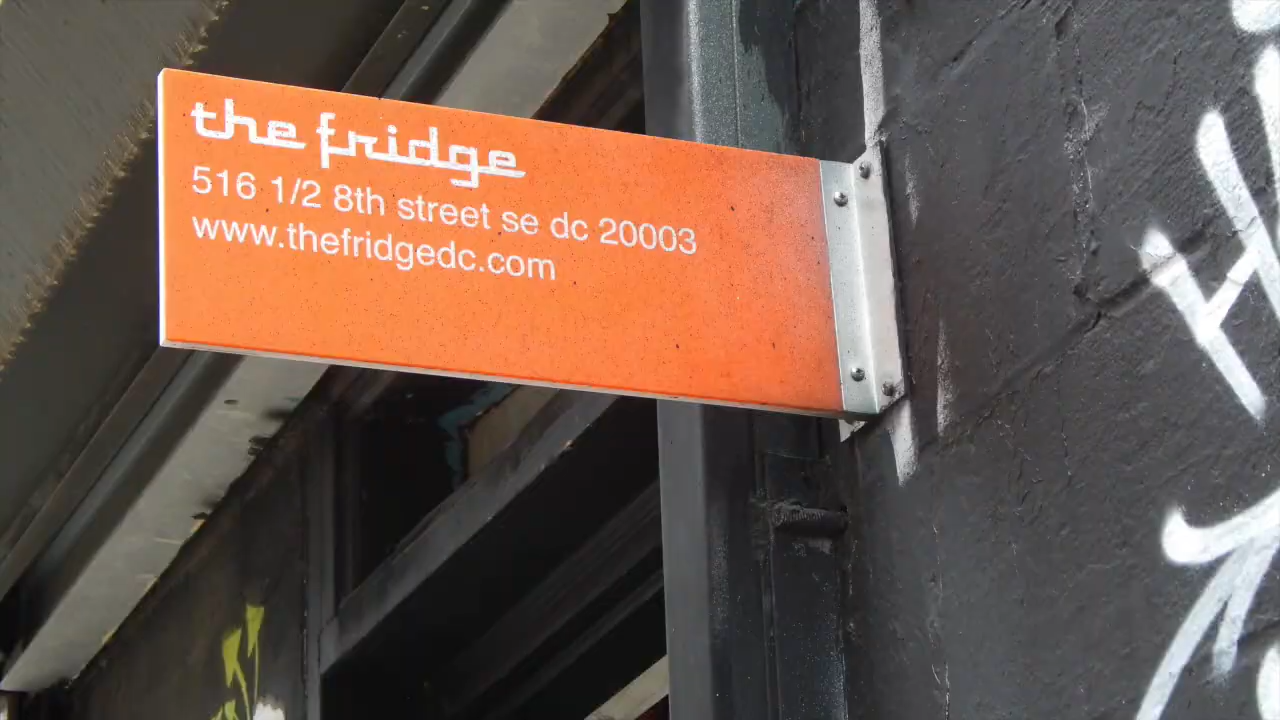 the fridge
516 1/2 8th street se dc 20003
www.thefridgedc.com